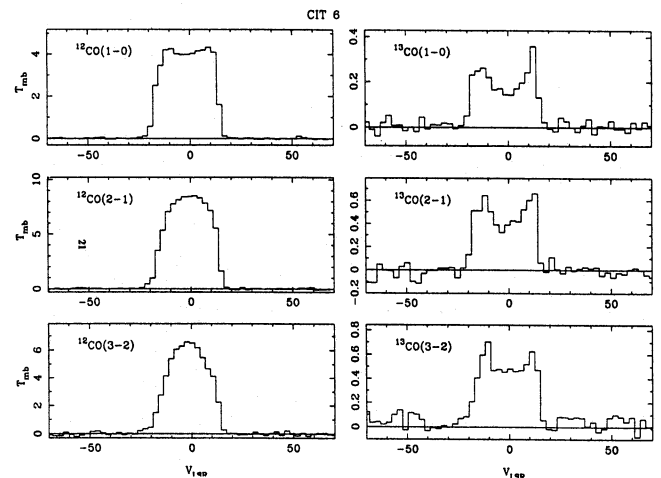 CIT 6
¹²CO(1-0)
T_mb
0 2 4
-50 0 50
¹³CO(1-0)
0 0.2 0.4
-50 0 50
¹²CO(2-1)
21
T_mb
0 5 10
-50 0 50
¹³CO(2-1)
-0.2 0 0.2 0.4 0.6
-50 0 50
¹²CO(3-2)
T_mb
0 2 4 6
-50 0 50
V_LSR
¹³CO(3-2)
0 0.2 0.4 0.6 0.8
-50 0 50
V_LSR